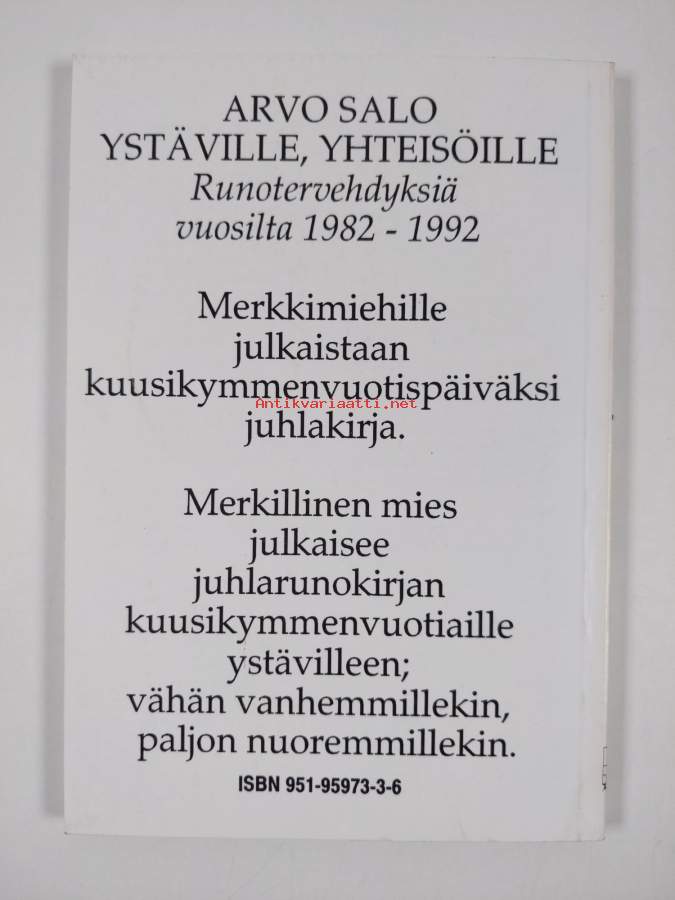 ARVO SALO
YSTÄVILLE, YHTEISÖILLE
Runotervehdyksiä
vuosilta 1982 - 1992
Merkkimiehille
julkaistaan
kuusikymmenvuotispäiväksi
Antikvariaatti.net
juhlakirja.
Merkillinen mies
julkaisee
juhlarunokirjan
kuusikymmenvuotiaille
ystävilleen;
vähän vanhemmillekin,
paljon nuoremmillekin.
ISBN 951-95973-3-6